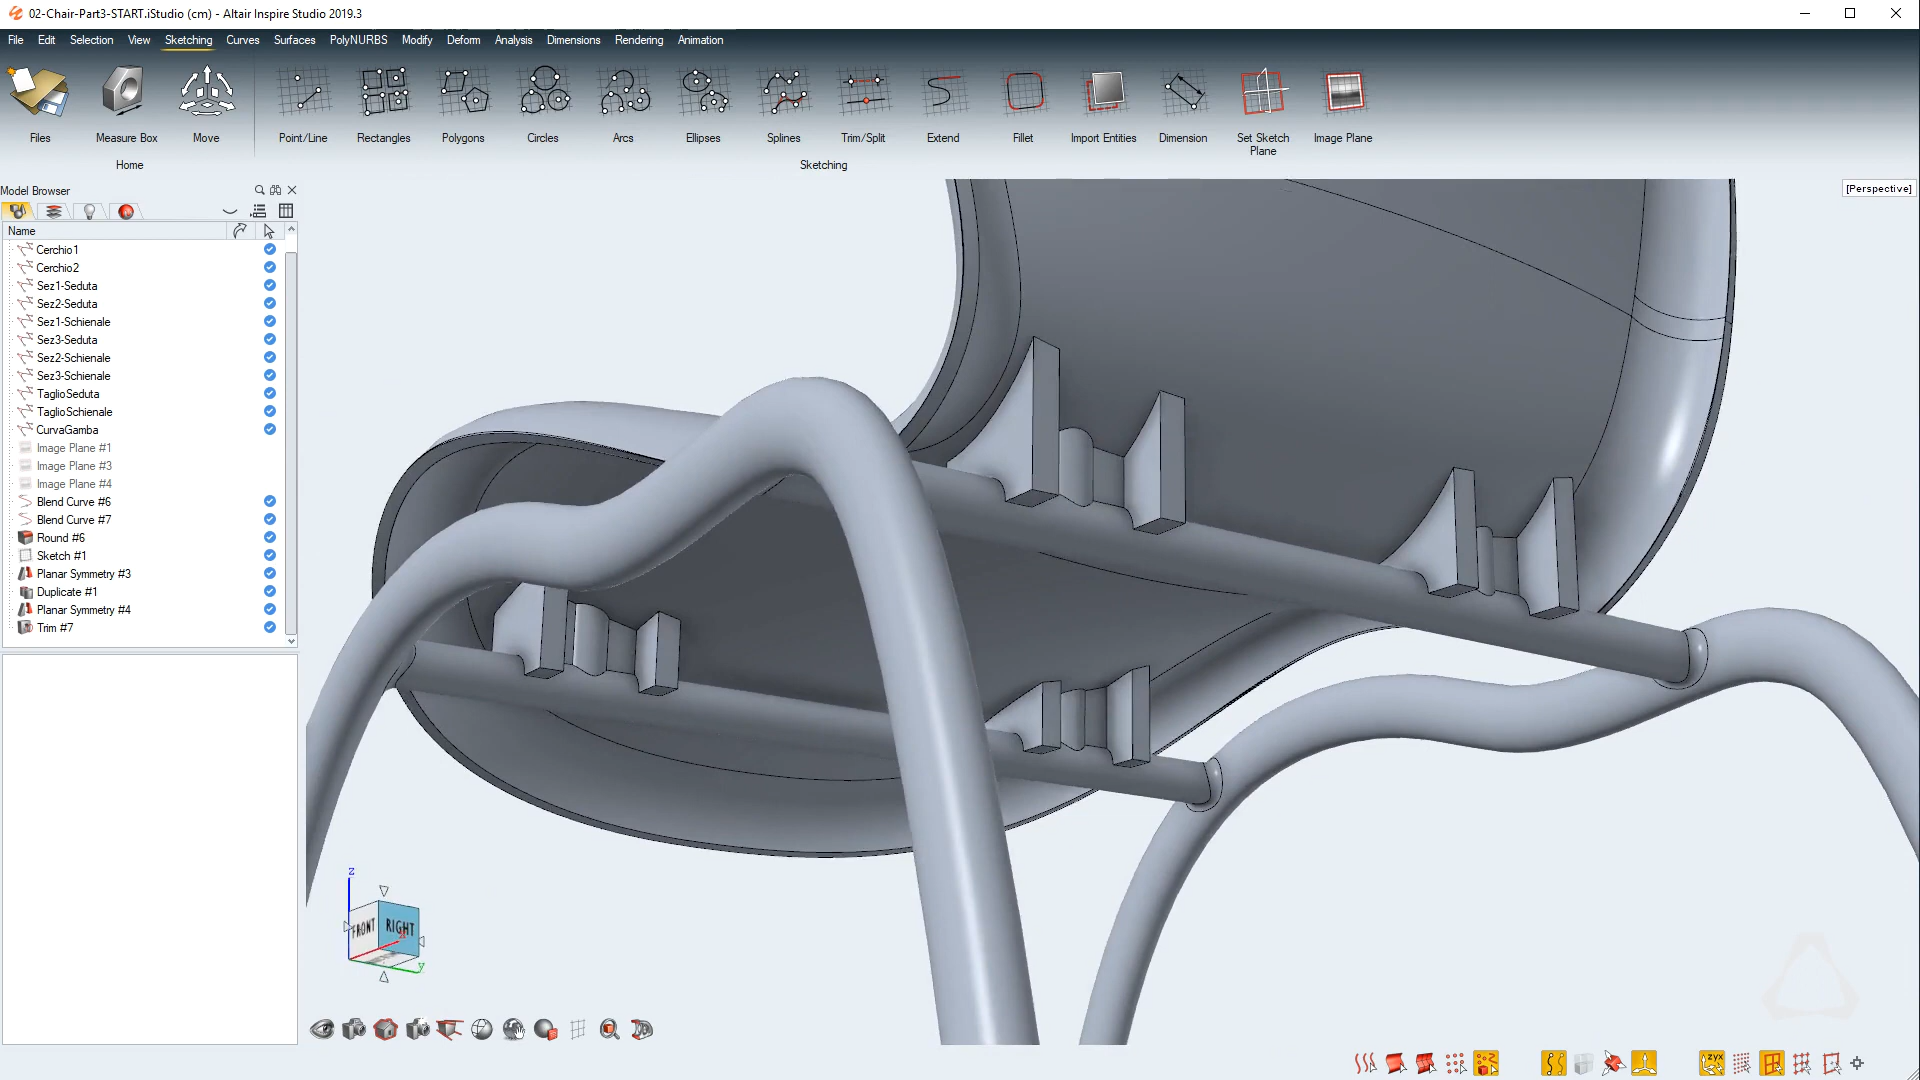 02-Chair-Part3-START.iStudio (cm) - Altair Inspire Studio 2019.3
File Edit Selection View Sketching Curves Surfaces PolyNURBS Modify Deform Analysis Dimensions Rendering Animation
Files Measure Box Move Point/Line Rectangles Polygons Circles Arcs Ellipses Splines Trim/Split Extend Fillet Import Entities Dimension Set Sketch Plane Image Plane
Home Sketching
Model Browser
[Perspective]
Name
Cerchio1
Cerchio2
Sez1-Seduta
Sez2-Seduta
Sez1-Schienale
Sez3-Seduta
Sez2-Schienale
Sez3-Schienale
TaglioSeduta
TaglioSchienale
CurvaGamba
Image Plane #1
Image Plane #3
Image Plane #4
Blend Curve #6
Blend Curve #7
Round #6
Sketch #1
Planar Symmetry #3
Duplicate #1
Planar Symmetry #4
Trim #7
z
FRONT RIGHT
x
y
zyx